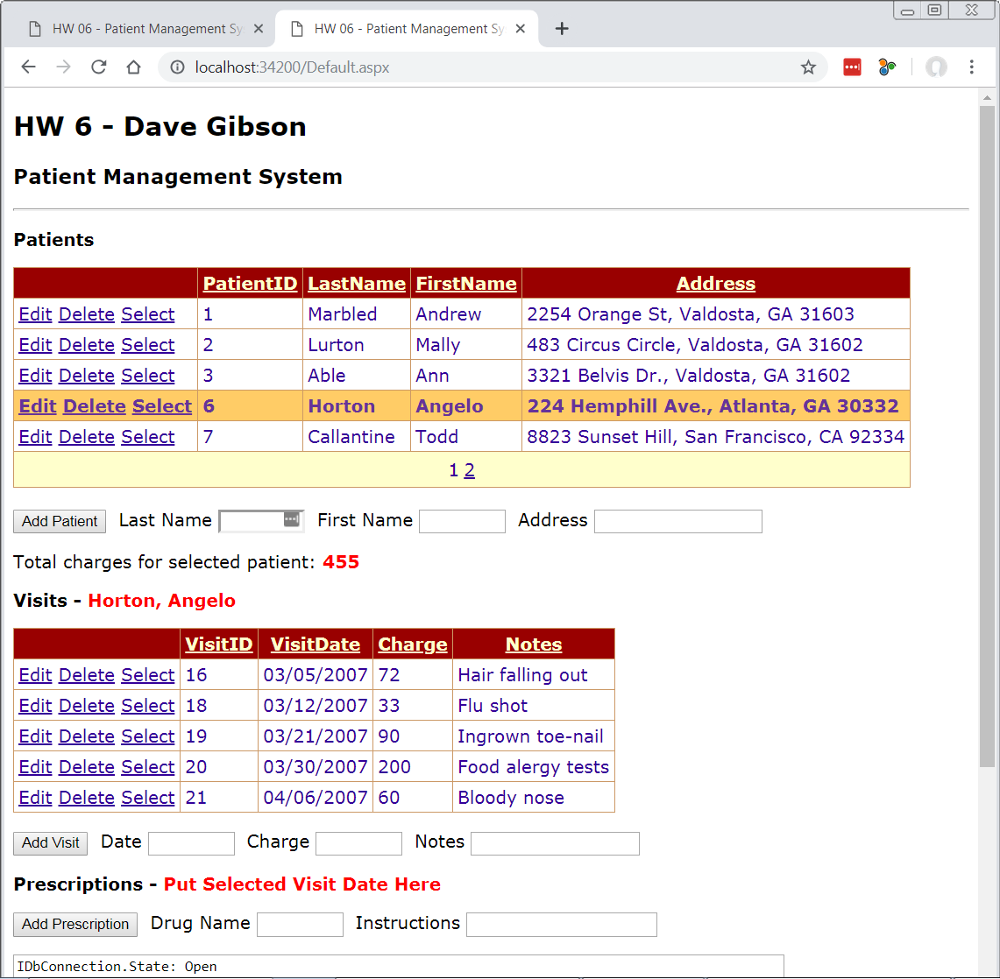 HW 06 - Patient Management Sy HW 06 - Patient Management Sy
localhost:34200/Default.aspx
HW 6 - Dave Gibson
Patient Management System
Patients
PatientID LastName FirstName Address
Edit Delete Select 1 Marbled Andrew 2254 Orange St, Valdosta, GA 31603
Edit Delete Select 2 Lurton Mally 483 Circus Circle, Valdosta, GA 31602
Edit Delete Select 3 Able Ann 3321 Belvis Dr., Valdosta, GA 31602
Edit Delete Select 6 Horton Angelo 224 Hemphill Ave., Atlanta, GA 30332
Edit Delete Select 7 Callantine Todd 8823 Sunset Hill, San Francisco, CA 92334
1 2
Add Patient Last Name First Name Address
Total charges for selected patient: 455
Visits - Horton, Angelo
VisitID VisitDate Charge Notes
Edit Delete Select 16 03/05/2007 72 Hair falling out
Edit Delete Select 18 03/12/2007 33 Flu shot
Edit Delete Select 19 03/21/2007 90 Ingrown toe-nail
Edit Delete Select 20 03/30/2007 200 Food alergy tests
Edit Delete Select 21 04/06/2007 60 Bloody nose
Add Visit Date Charge Notes
Prescriptions - Put Selected Visit Date Here
Add Prescription Drug Name Instructions
IDbConnection.State: Open